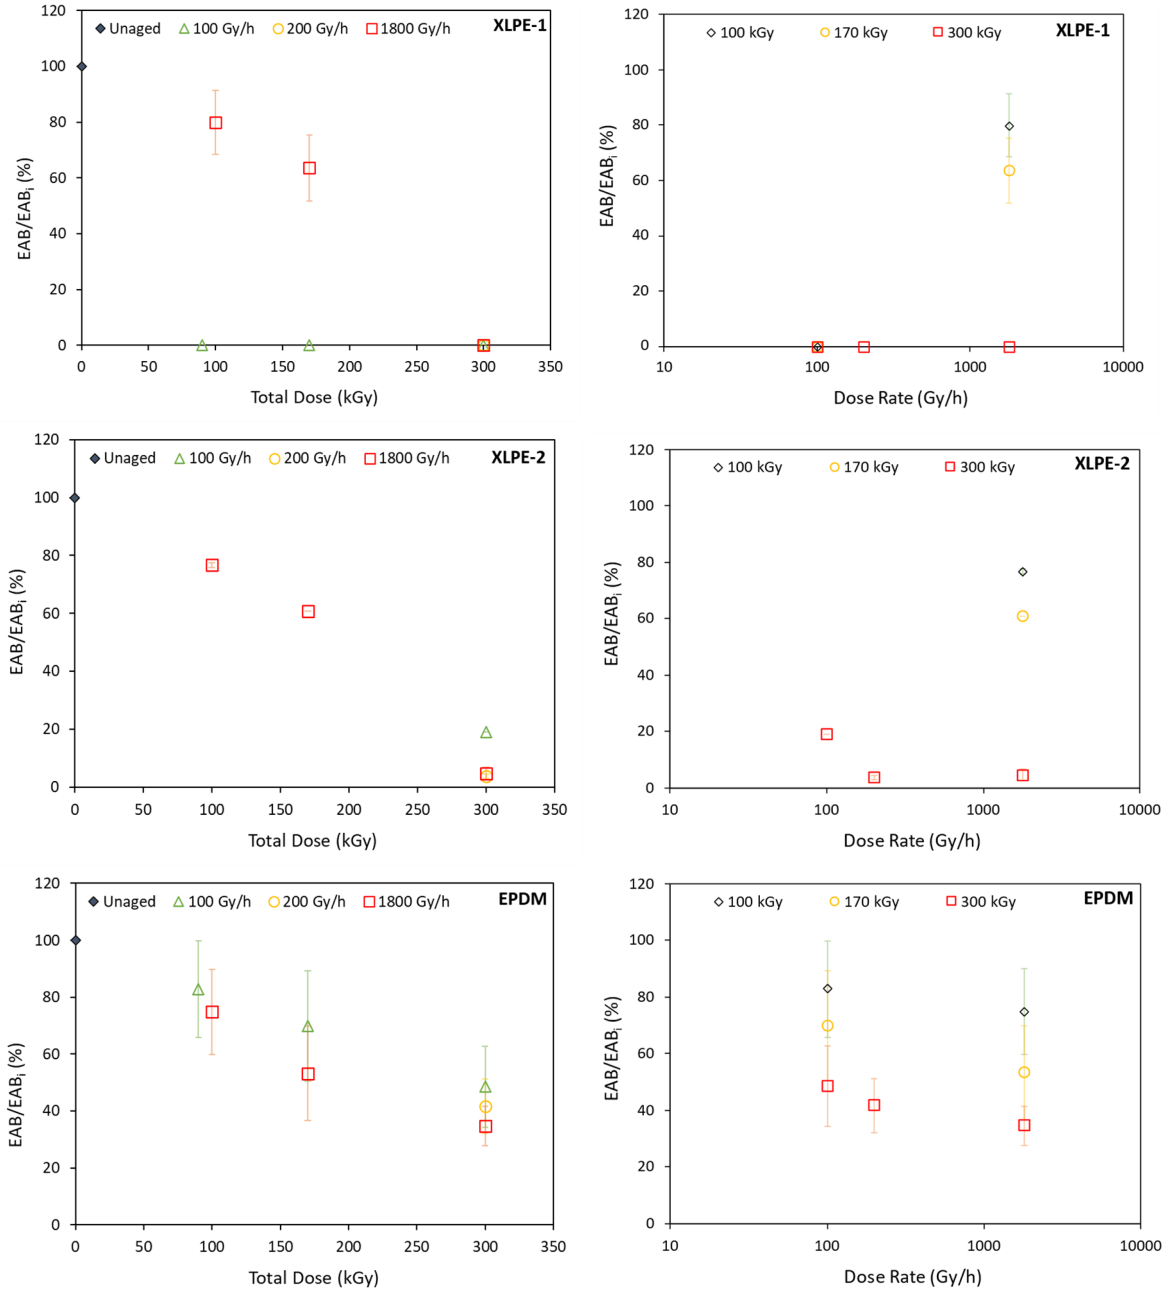 120
◆ Unaged △ 100 Gy/h ○ 200 Gy/h □ 1800 Gy/h XLPE-1
100
80
60
40
20
0
EAB/EABi (%)
0 50 100 150 200 250 300 350
Total Dose (kGy)
120
◇ 100 kGy ○ 170 kGy □ 300 kGy XLPE-1
100
80
60
40
20
0
EAB/EABi (%)
10 100 1000 10000
Dose Rate (Gy/h)
120
◆ Unaged △ 100 Gy/h ○ 200 Gy/h □ 1800 Gy/h XLPE-2
100
80
60
40
20
0
EAB/EABi (%)
0 50 100 150 200 250 300 350
Total Dose (kGy)
120
◇ 100 kGy ○ 170 kGy □ 300 kGy XLPE-2
100
80
60
40
20
0
EAB/EABi (%)
10 100 1000 10000
Dose Rate (Gy/h)
120
◆ Unaged △ 100 Gy/h ○ 200 Gy/h □ 1800 Gy/h EPDM
100
80
60
40
20
0
EAB/EABi (%)
0 50 100 150 200 250 300 350
Total Dose (kGy)
120
◇ 100 kGy ○ 170 kGy □ 300 kGy EPDM
100
80
60
40
20
0
EAB/EABi (%)
10 100 1000 10000
Dose Rate (Gy/h)